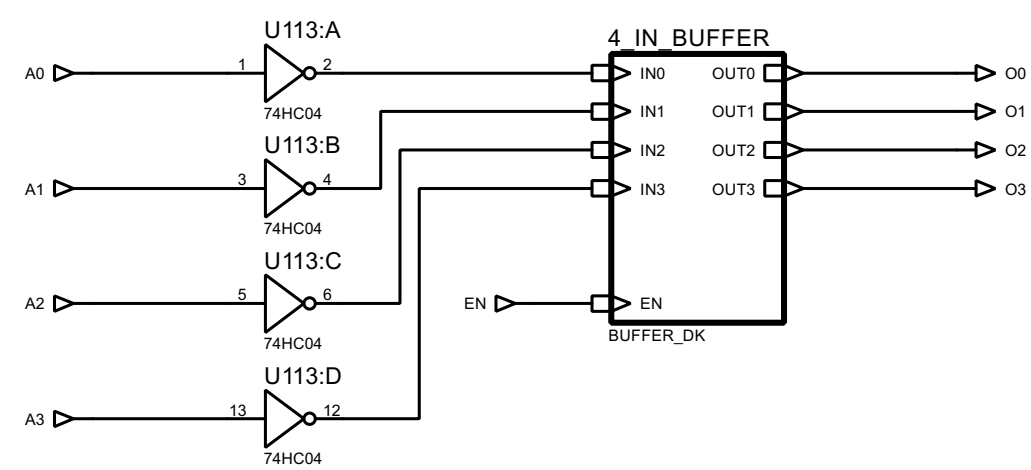 U113:A
4_IN_BUFFER
A0 1 2 IN0 OUT0 O0
74HC04
IN1 OUT1 O1
U113:B
IN2 OUT2 O2
A1 3 4 IN3 OUT3 O3
74HC04
U113:C
A2 5 6 EN EN
74HC04
BUFFER_DK
U113:D
A3 13 12
74HC04